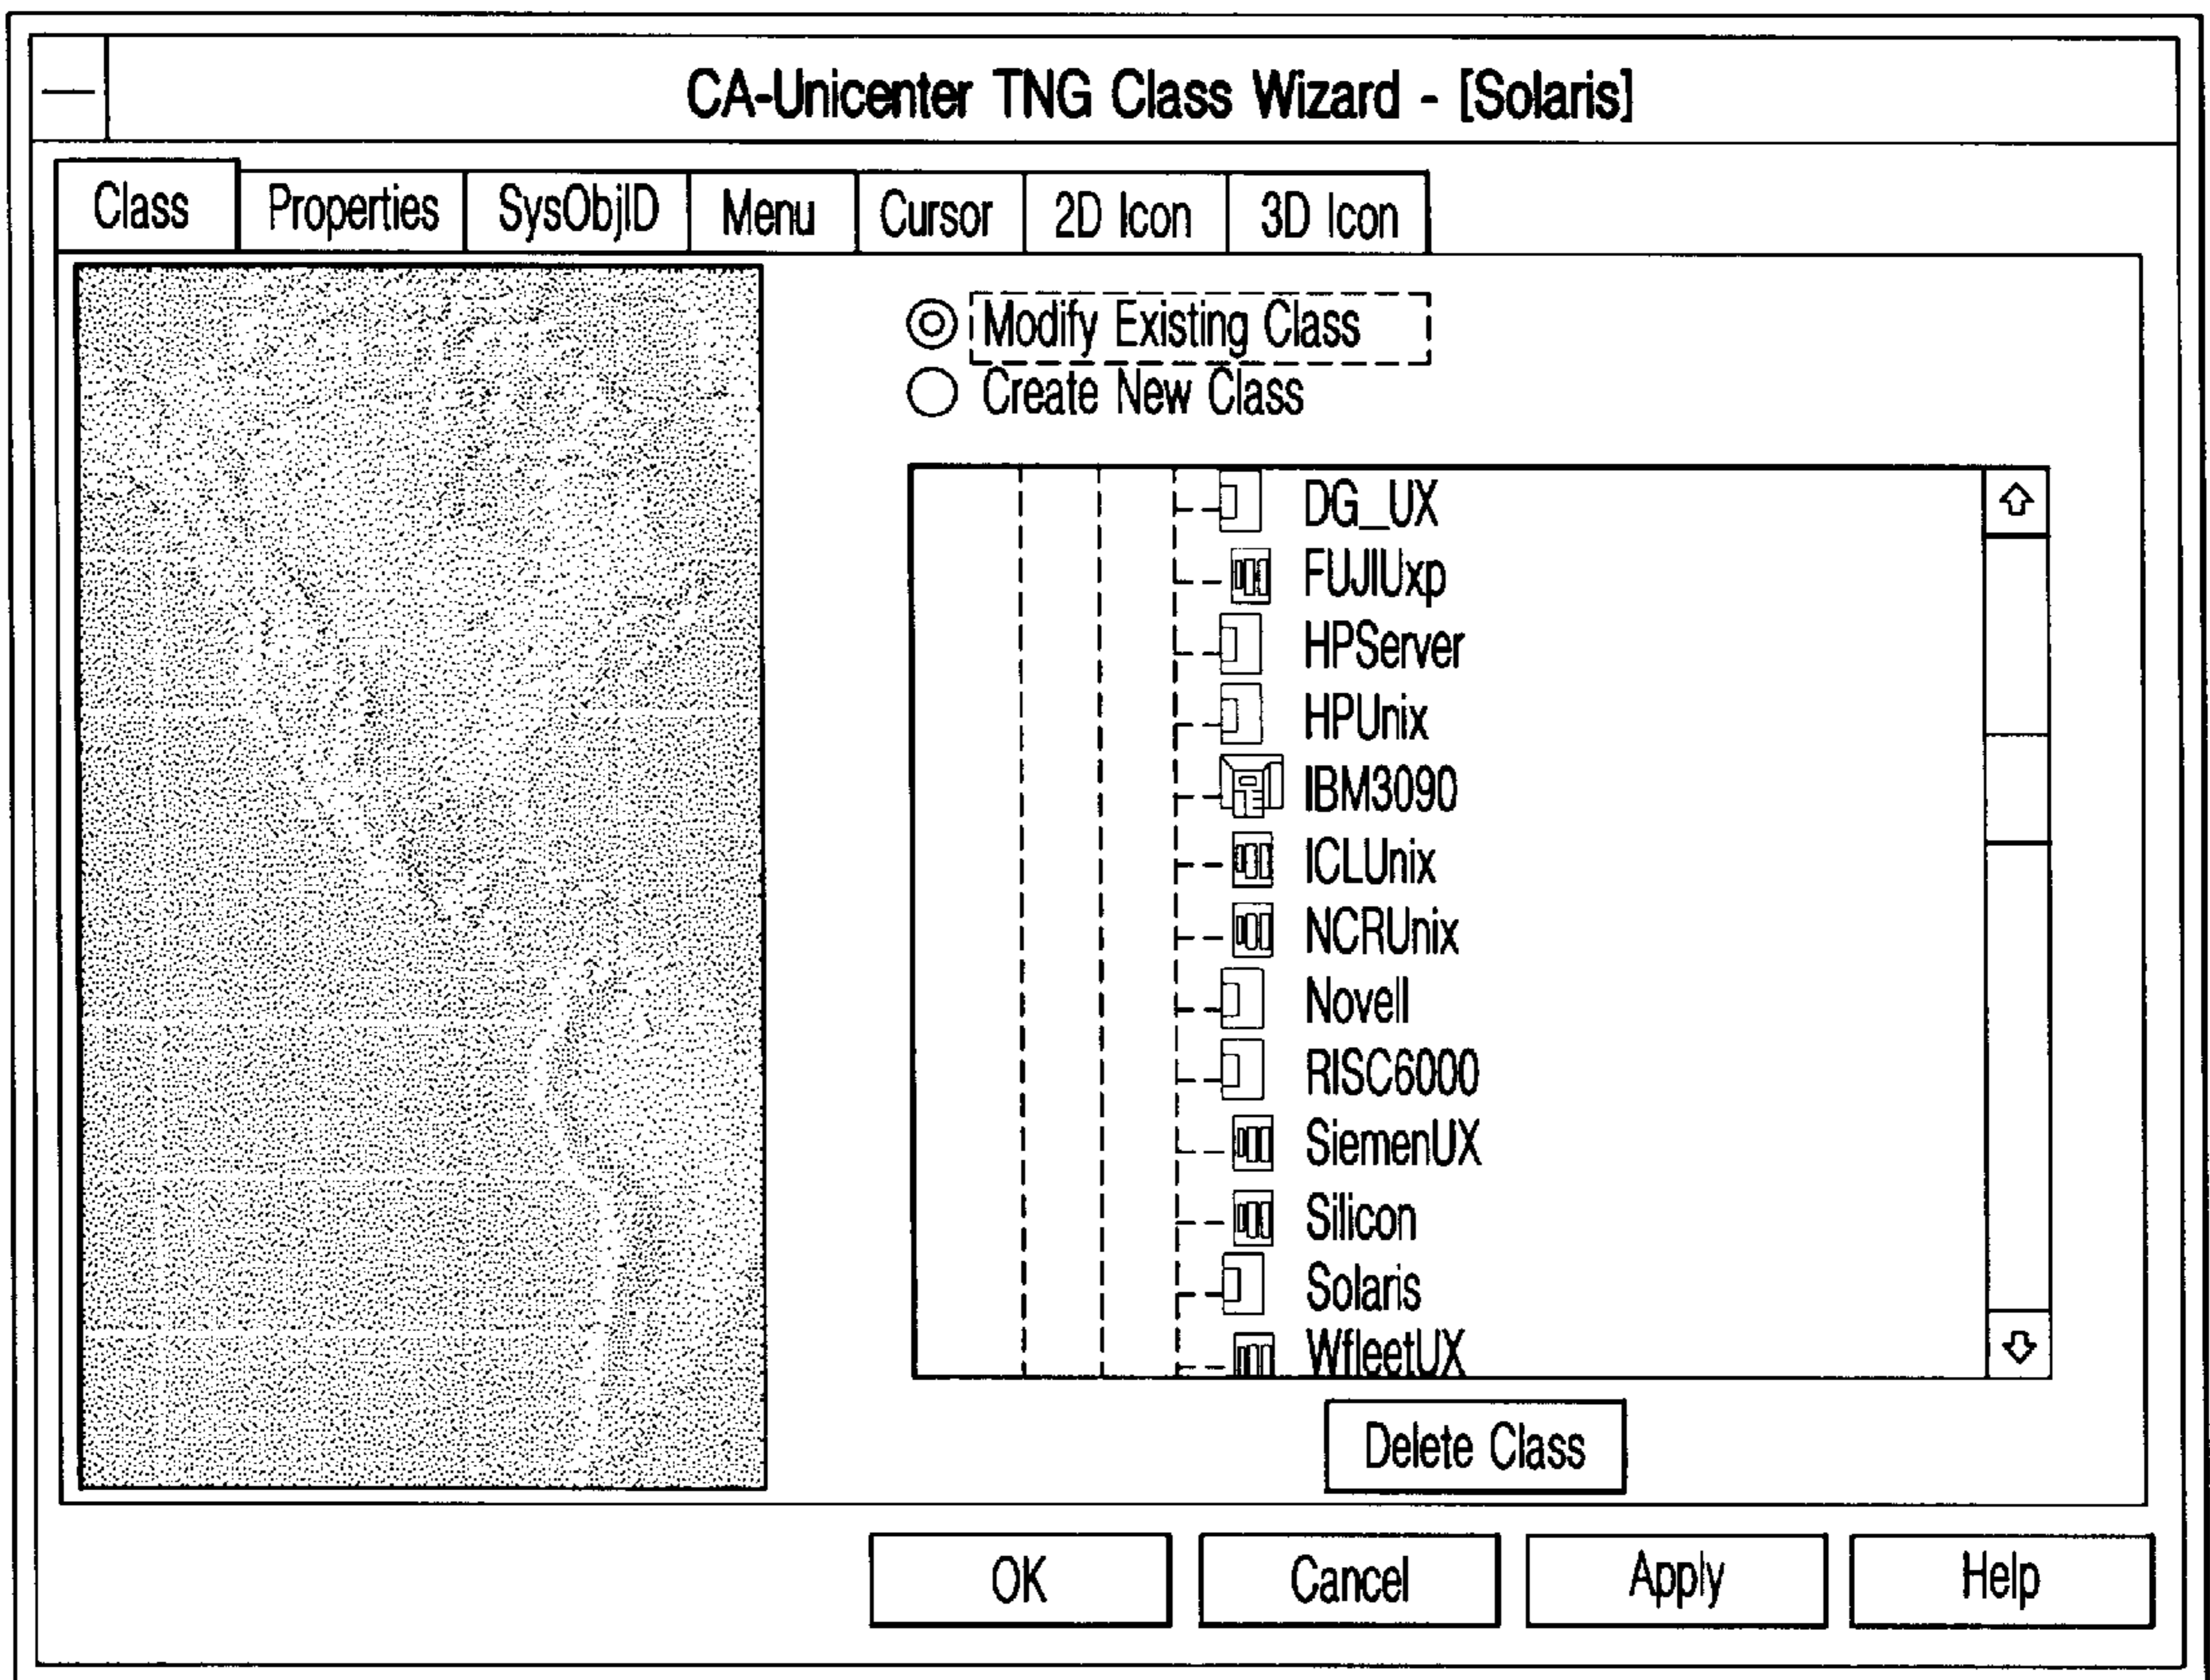 CA-Unicenter TNG Class Wizard - [Solaris]
Class Properties SysObjID Menu Cursor 2D Icon 3D Icon
Modify Existing Class
Create New Class
DG_UX
FUJIUxp
HPServer
HPUnix
IBM3090
ICLUnix
NCRUnix
Novell
RISC6000
SiemenUX
Silicon
Solaris
WfleetUX
Delete Class
OK Cancel Apply Help